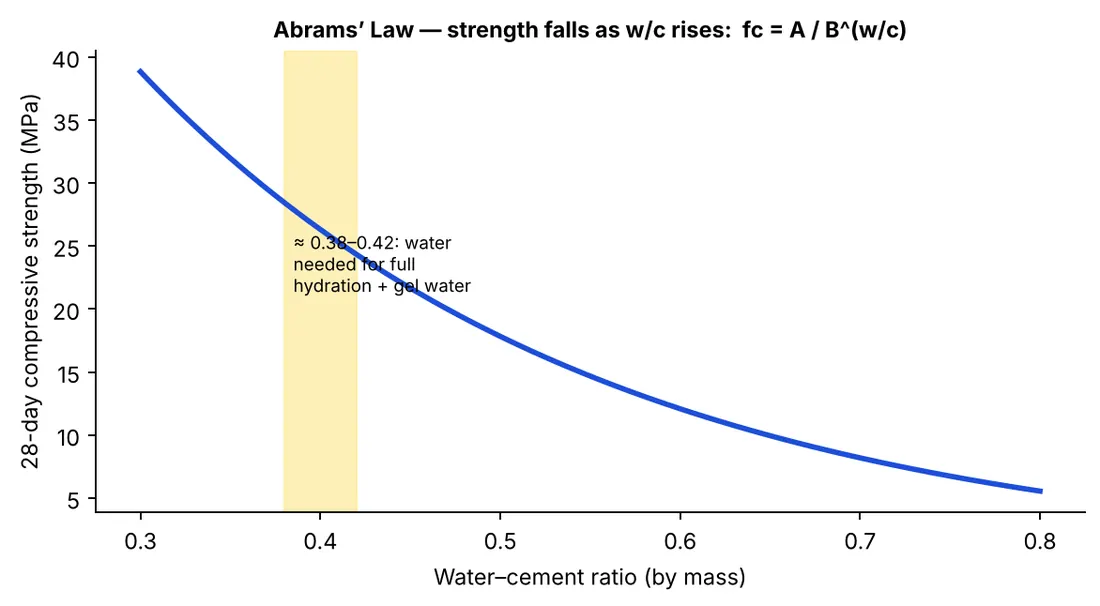 Abrams’ Law — strength falls as w/c rises:  fc = A / B^(w/c)
28-day compressive strength (MPa)
40
35
30
25
20
15
10
5
≈ 0.38–0.42: water
needed for full
hydration + gel water
0.3
0.4
0.5
0.6
0.7
0.8
Water–cement ratio (by mass)